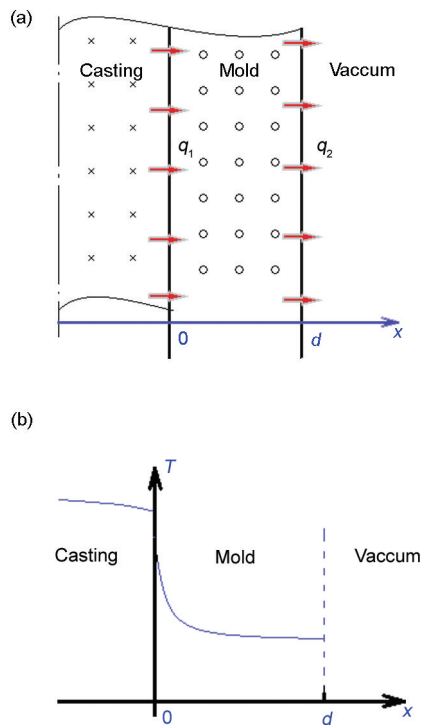 (a)
Casting Mold Vaccum
q1 q2
0 d x
(b)
T
Casting Mold Vaccum
0 d x